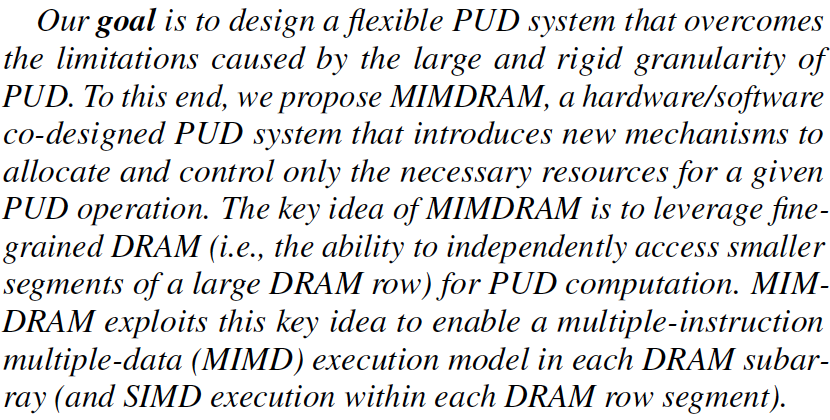 Our goal is to design a flexible PUD system that overcomes
the limitations caused by the large and rigid granularity of
PUD. To this end, we propose MIMDRAM, a hardware/software
co-designed PUD system that introduces new mechanisms to
allocate and control only the necessary resources for a given
PUD operation. The key idea of MIMDRAM is to leverage fine-
grained DRAM (i.e., the ability to independently access smaller
segments of a large DRAM row) for PUD computation. MIM-
DRAM exploits this key idea to enable a multiple-instruction
multiple-data (MIMD) execution model in each DRAM subar-
ray (and SIMD execution within each DRAM row segment).